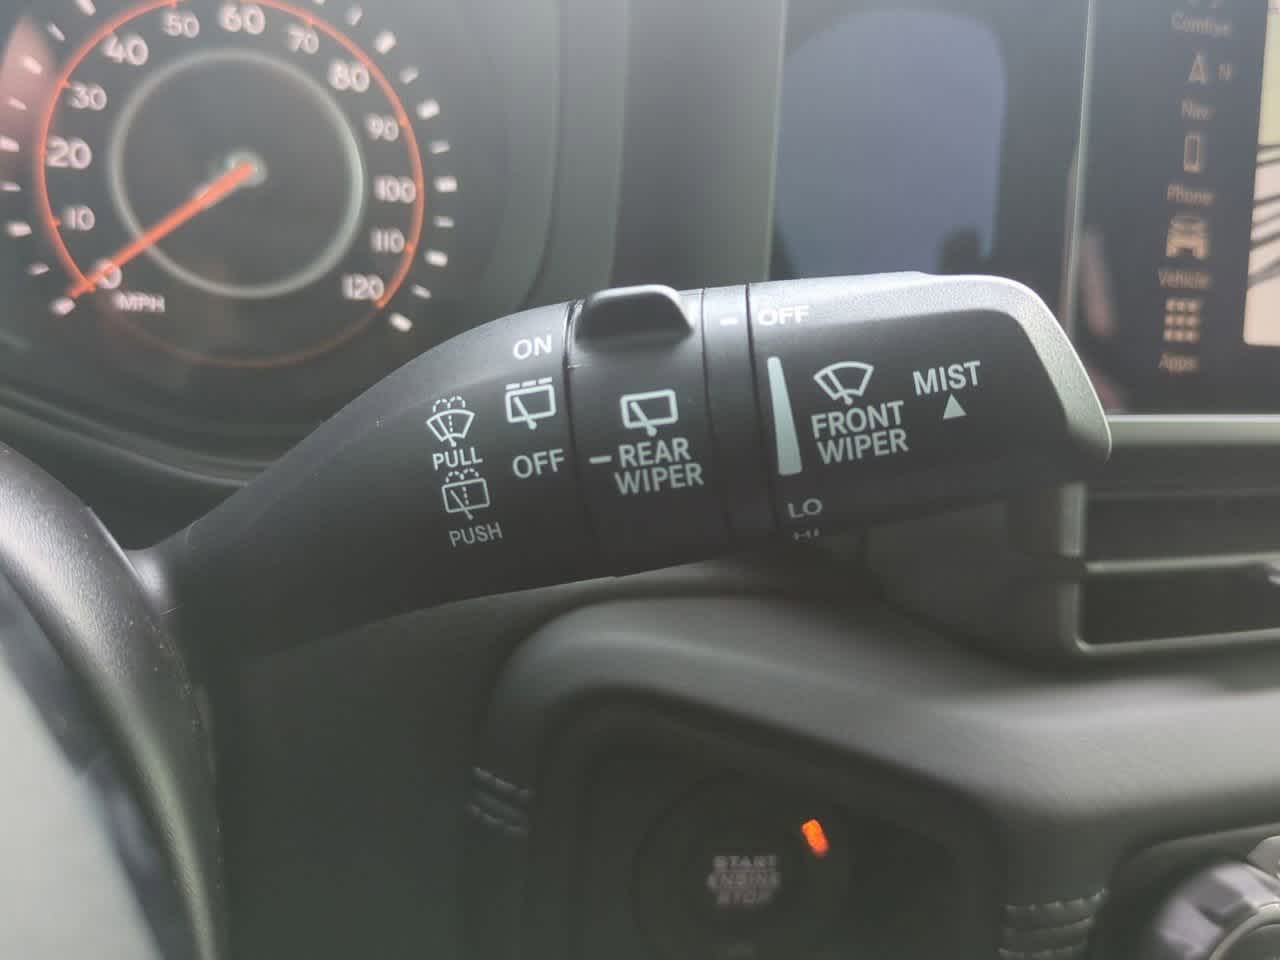 0
10
20
30
40
50
60
70
80
90
100
110
120
MPH
Comfort
N
Nav
Phone
Vehicle
Apps
ON
OFF
PULL
PUSH
REAR
WIPER
OFF
FRONT
WIPER
MIST
LO
HI
START
ENGINE
STOP